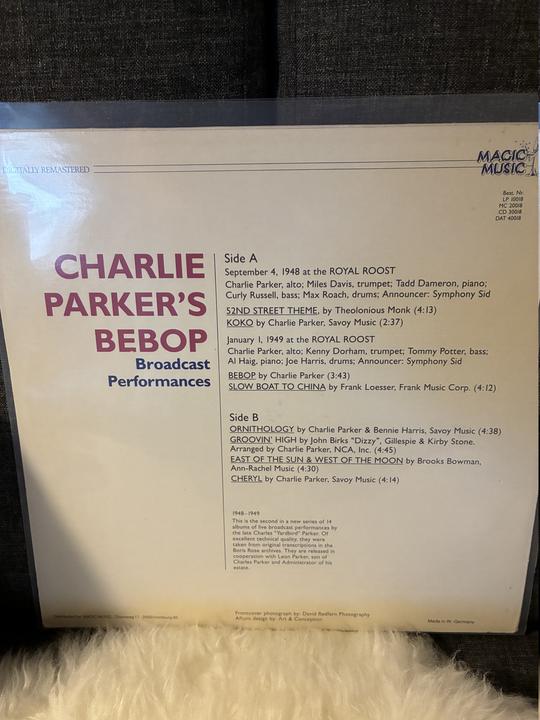 DIGITALLY REMASTERED
MAGIC
MUSIC
Best. Nr.
LP 10018
MC 20018
CD 30018
DAT 40018
CHARLIE
PARKER'S
BEBOP
Broadcast
Performances
Side A
September 4, 1948 at the ROYAL ROOST
Charlie Parker, alto; Miles Davis, trumpet; Tadd Dameron, piano;
Curly Russell, bass; Max Roach, drums; Announcer: Symphony Sid
52ND STREET THEME, by Theolonious Monk (4:13)
KOKO by Charlie Parker, Savoy Music (2:37)
January 1, 1949 at the ROYAL ROOST
Charlie Parker, alto; Kenny Dorham, trumpet; Tommy Potter, bass;
Al Haig, piano; Joe Harris, drums; Announcer: Symphony Sid
BEBOP by Charlie Parker (3:43)
SLOW BOAT TO CHINA by Frank Loesser, Frank Music Corp. (4:12)
Side B
ORNITHOLOGY by Charlie Parker & Bennie Harris, Savoy Music (4:38)
GROOVIN' HIGH by John Birks "Dizzy", Gillespie & Kirby Stone.
Arranged by Charlie Parker, NCA, Inc. (4:45)
EAST OF THE SUN & WEST OF THE MOON by Brooks Bowman,
Ann-Rachel Music (4:30)
CHERYL by Charlie Parker, Savoy Music (4:14)
1948-1949
This is the second in a new series of 14
albums of live broadcast performances by
the late Charles "Yardbird" Parker. Of
excellent technical quality, they were
taken from original transcriptions in the
Boris Rose archives. They are released in
cooperation with Leon Parker, son of
Charles Parker and Administrator of his
estate.
Distributed by: MAGIC MUSIC,
Frontcover photograph by: David Redfern Photography
Album design by: Art & Conception
Made in W.-Germany